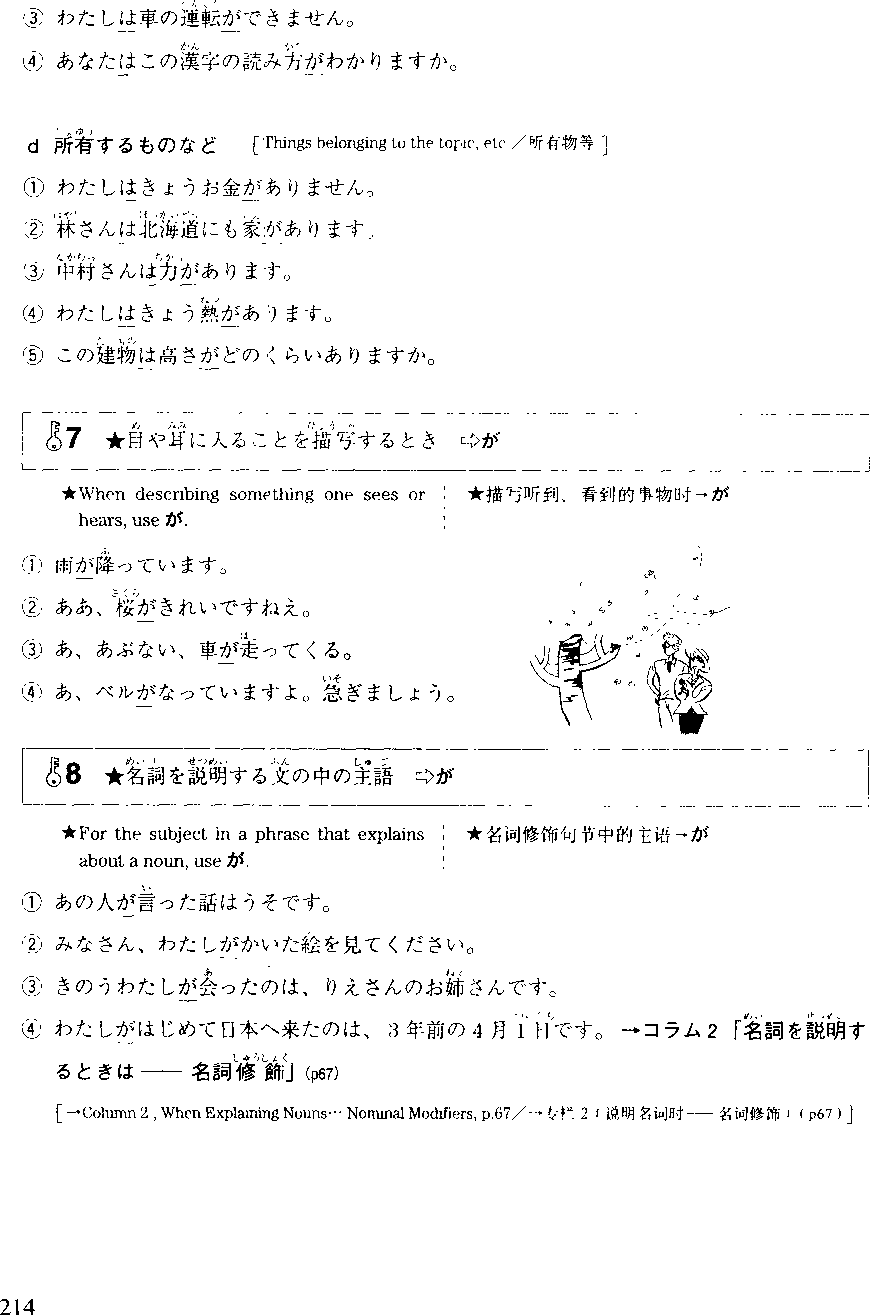 ③ わたしは車の運転ができません。
④ あなたはこの漢字の読み方がわかりますか。
d 所有するものなど [Things belonging to the topic, etc／所有物等]
① わたしはきょうお金がありません。
② 林さんは北海道にも家があります。
③ 中村さんは力があります。
④ わたしはきょう熱があります。
⑤ この建物は高さがどのくらいありますか。
7 ★目や耳に入ることを描写するとき ⇨が
★When describing something one sees or
hears, use が.
★描写听到、看到的事物时→が
① 雨が降っています。
② ああ、桜がきれいですねえ。
③ あ、あぶない、車が走ってくる。
④ あ、ベルがなっていますよ。急ぎましょう。
8 ★名詞を説明する文の中の主語 ⇨が
★For the subject in a phrase that explains
about a noun, use が.
★名词修饰句节中的主语→が
① あの人が言った話はうそです。
② みなさん、わたしがかいた絵を見てください。
③ きのうわたしが会ったのは、りえさんのお姉さんです。
④ わたしがはじめて日本へ来たのは、3年前の4月1日です。 →コラム2「名詞を説明す
るときは —— 名詞修飾」(p67)
[→Column 2 , When Explaining Nouns… Nominal Modifiers, p.67／→专栏 2「说明名词时——名词修饰」(p67)]
214